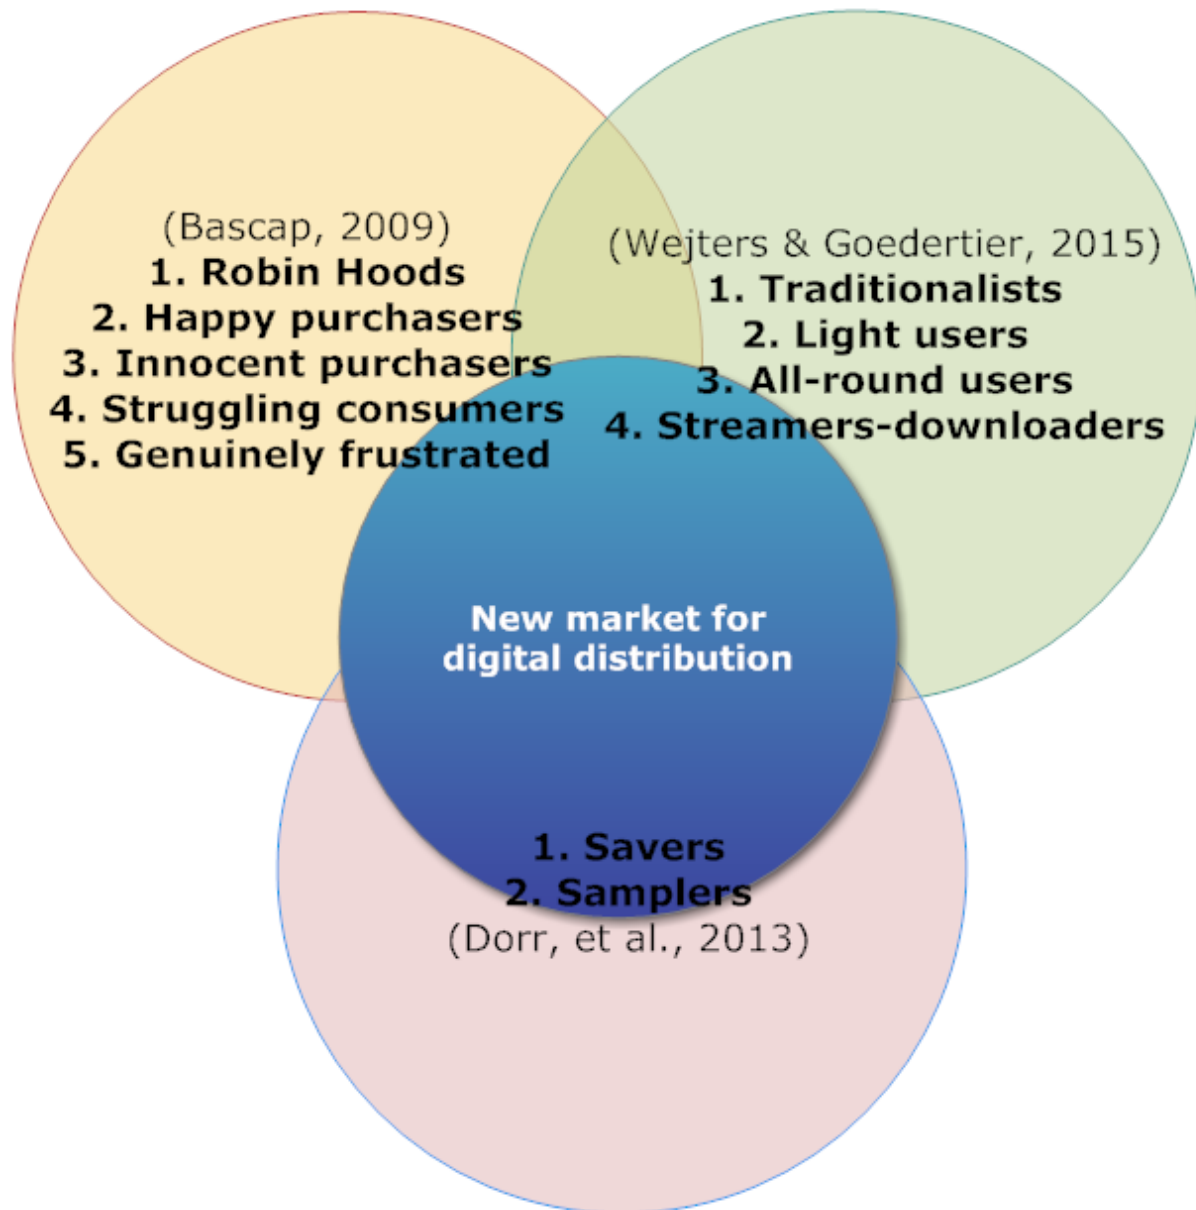 (Bascap, 2009)
1. Robin Hoods
2. Happy purchasers
3. Innocent purchasers
4. Struggling consumers
5. Genuinely frustrated
(Wejters & Goedertier, 2015)
1. Traditionalists
2. Light users
3. All-round users
4. Streamers-downloaders
New market for
digital distribution
1. Savers
2. Samplers
(Dorr, et al., 2013)